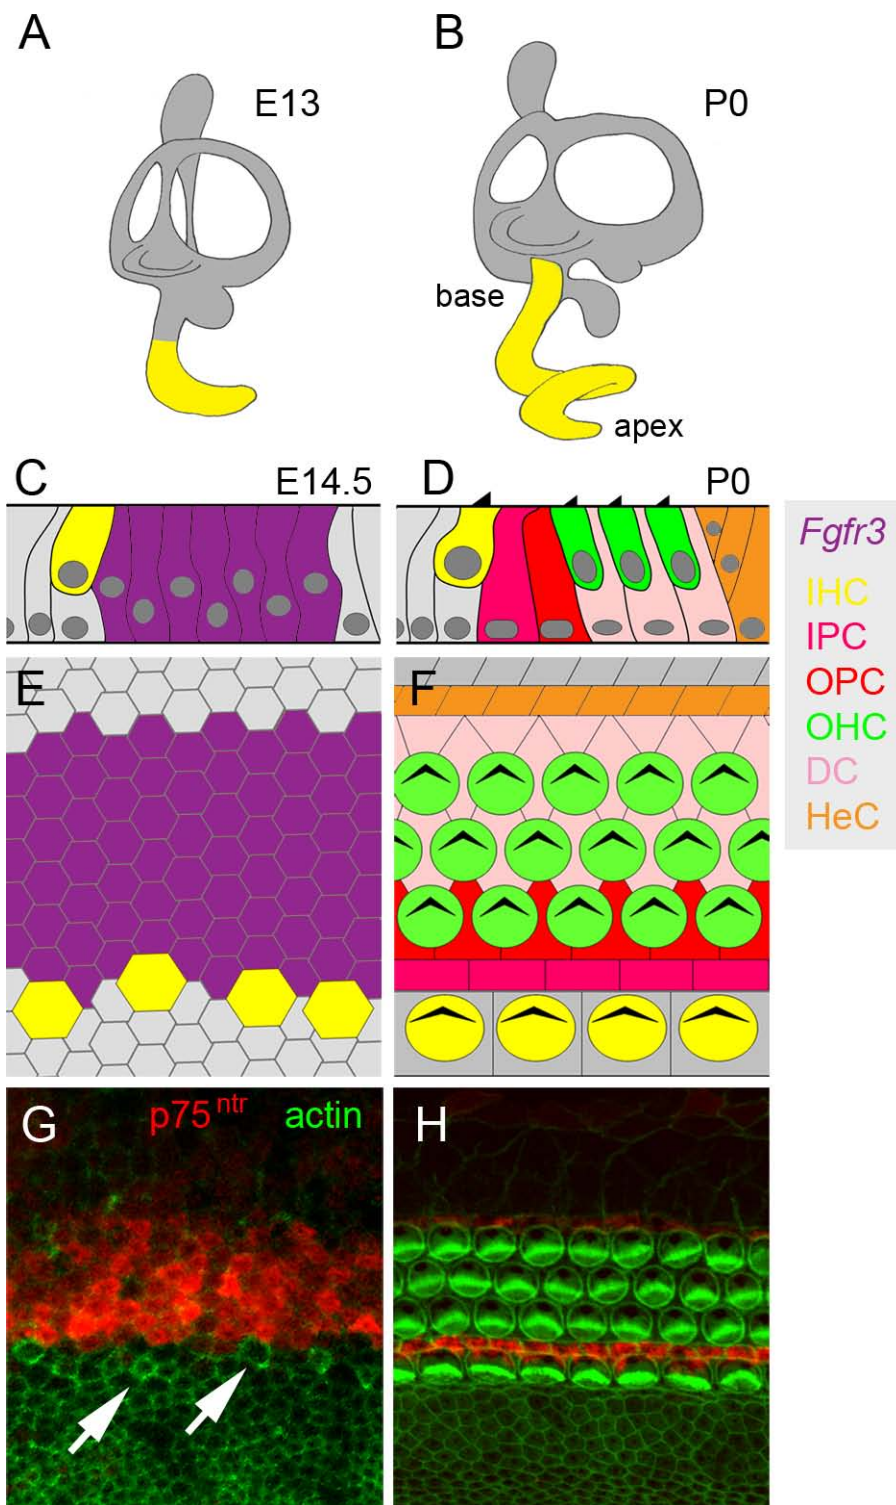 A
E13
B
P0
base
apex
C
E14.5
D
P0
Fgfr3
IHC
IPC
OPC
OHC
DC
HeC
E
F
G
p75ntr actin
H